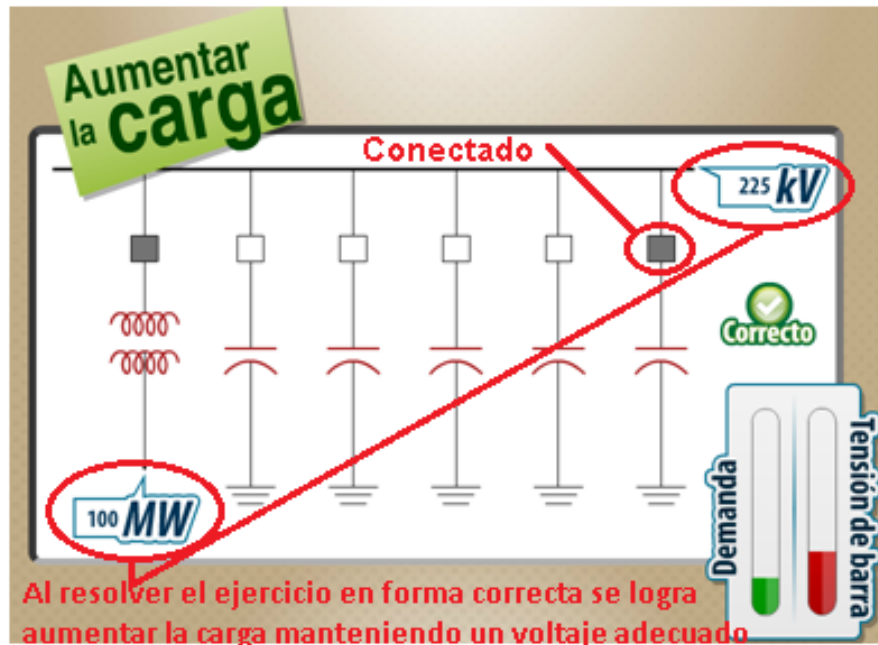 Aumentar
la carga
Conectado
225 kV
Correcto
100 MW
Demanda
Tensión de barra
Al resolver el ejercicio en forma correcta se logra
aumentar la carga manteniendo un voltaje adecuado